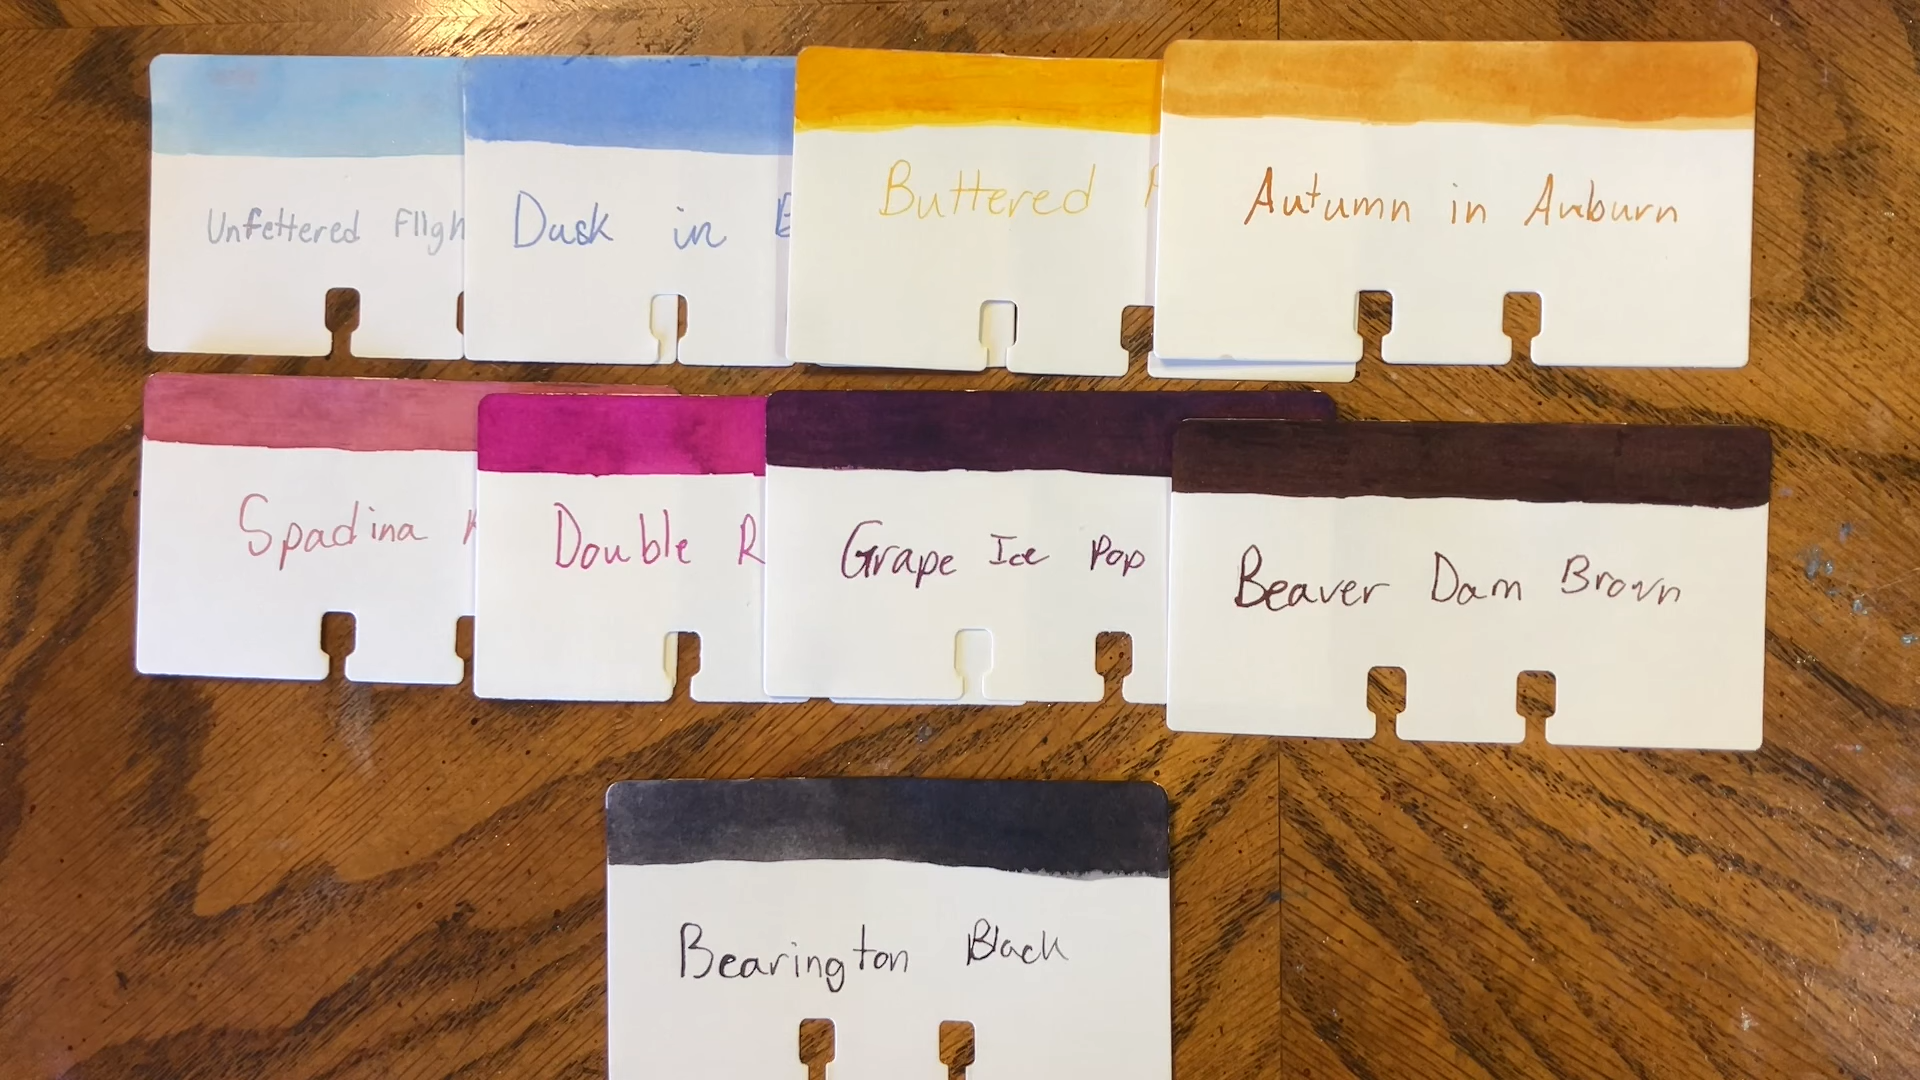 Unfettered Fligh
Dusk in E
Buttered
Autumn in Auburn
Spadina
Double R
Grape Ice Pop
Beaver Dam Brown
Bearington Black